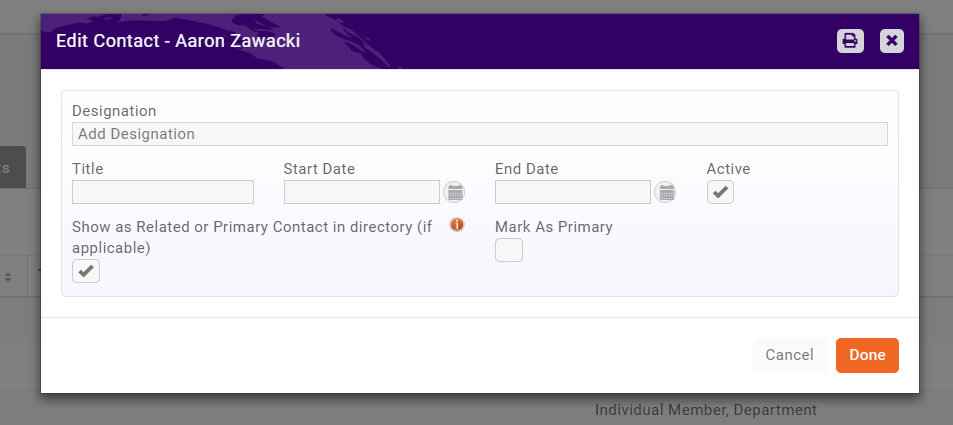 Edit Contact - Aaron Zawacki
Designation
Add Designation
Title
Start Date
End Date
Active
Show as Related or Primary Contact in directory (if
applicable)
Mark As Primary
Cancel
Done
Individual Member, Department